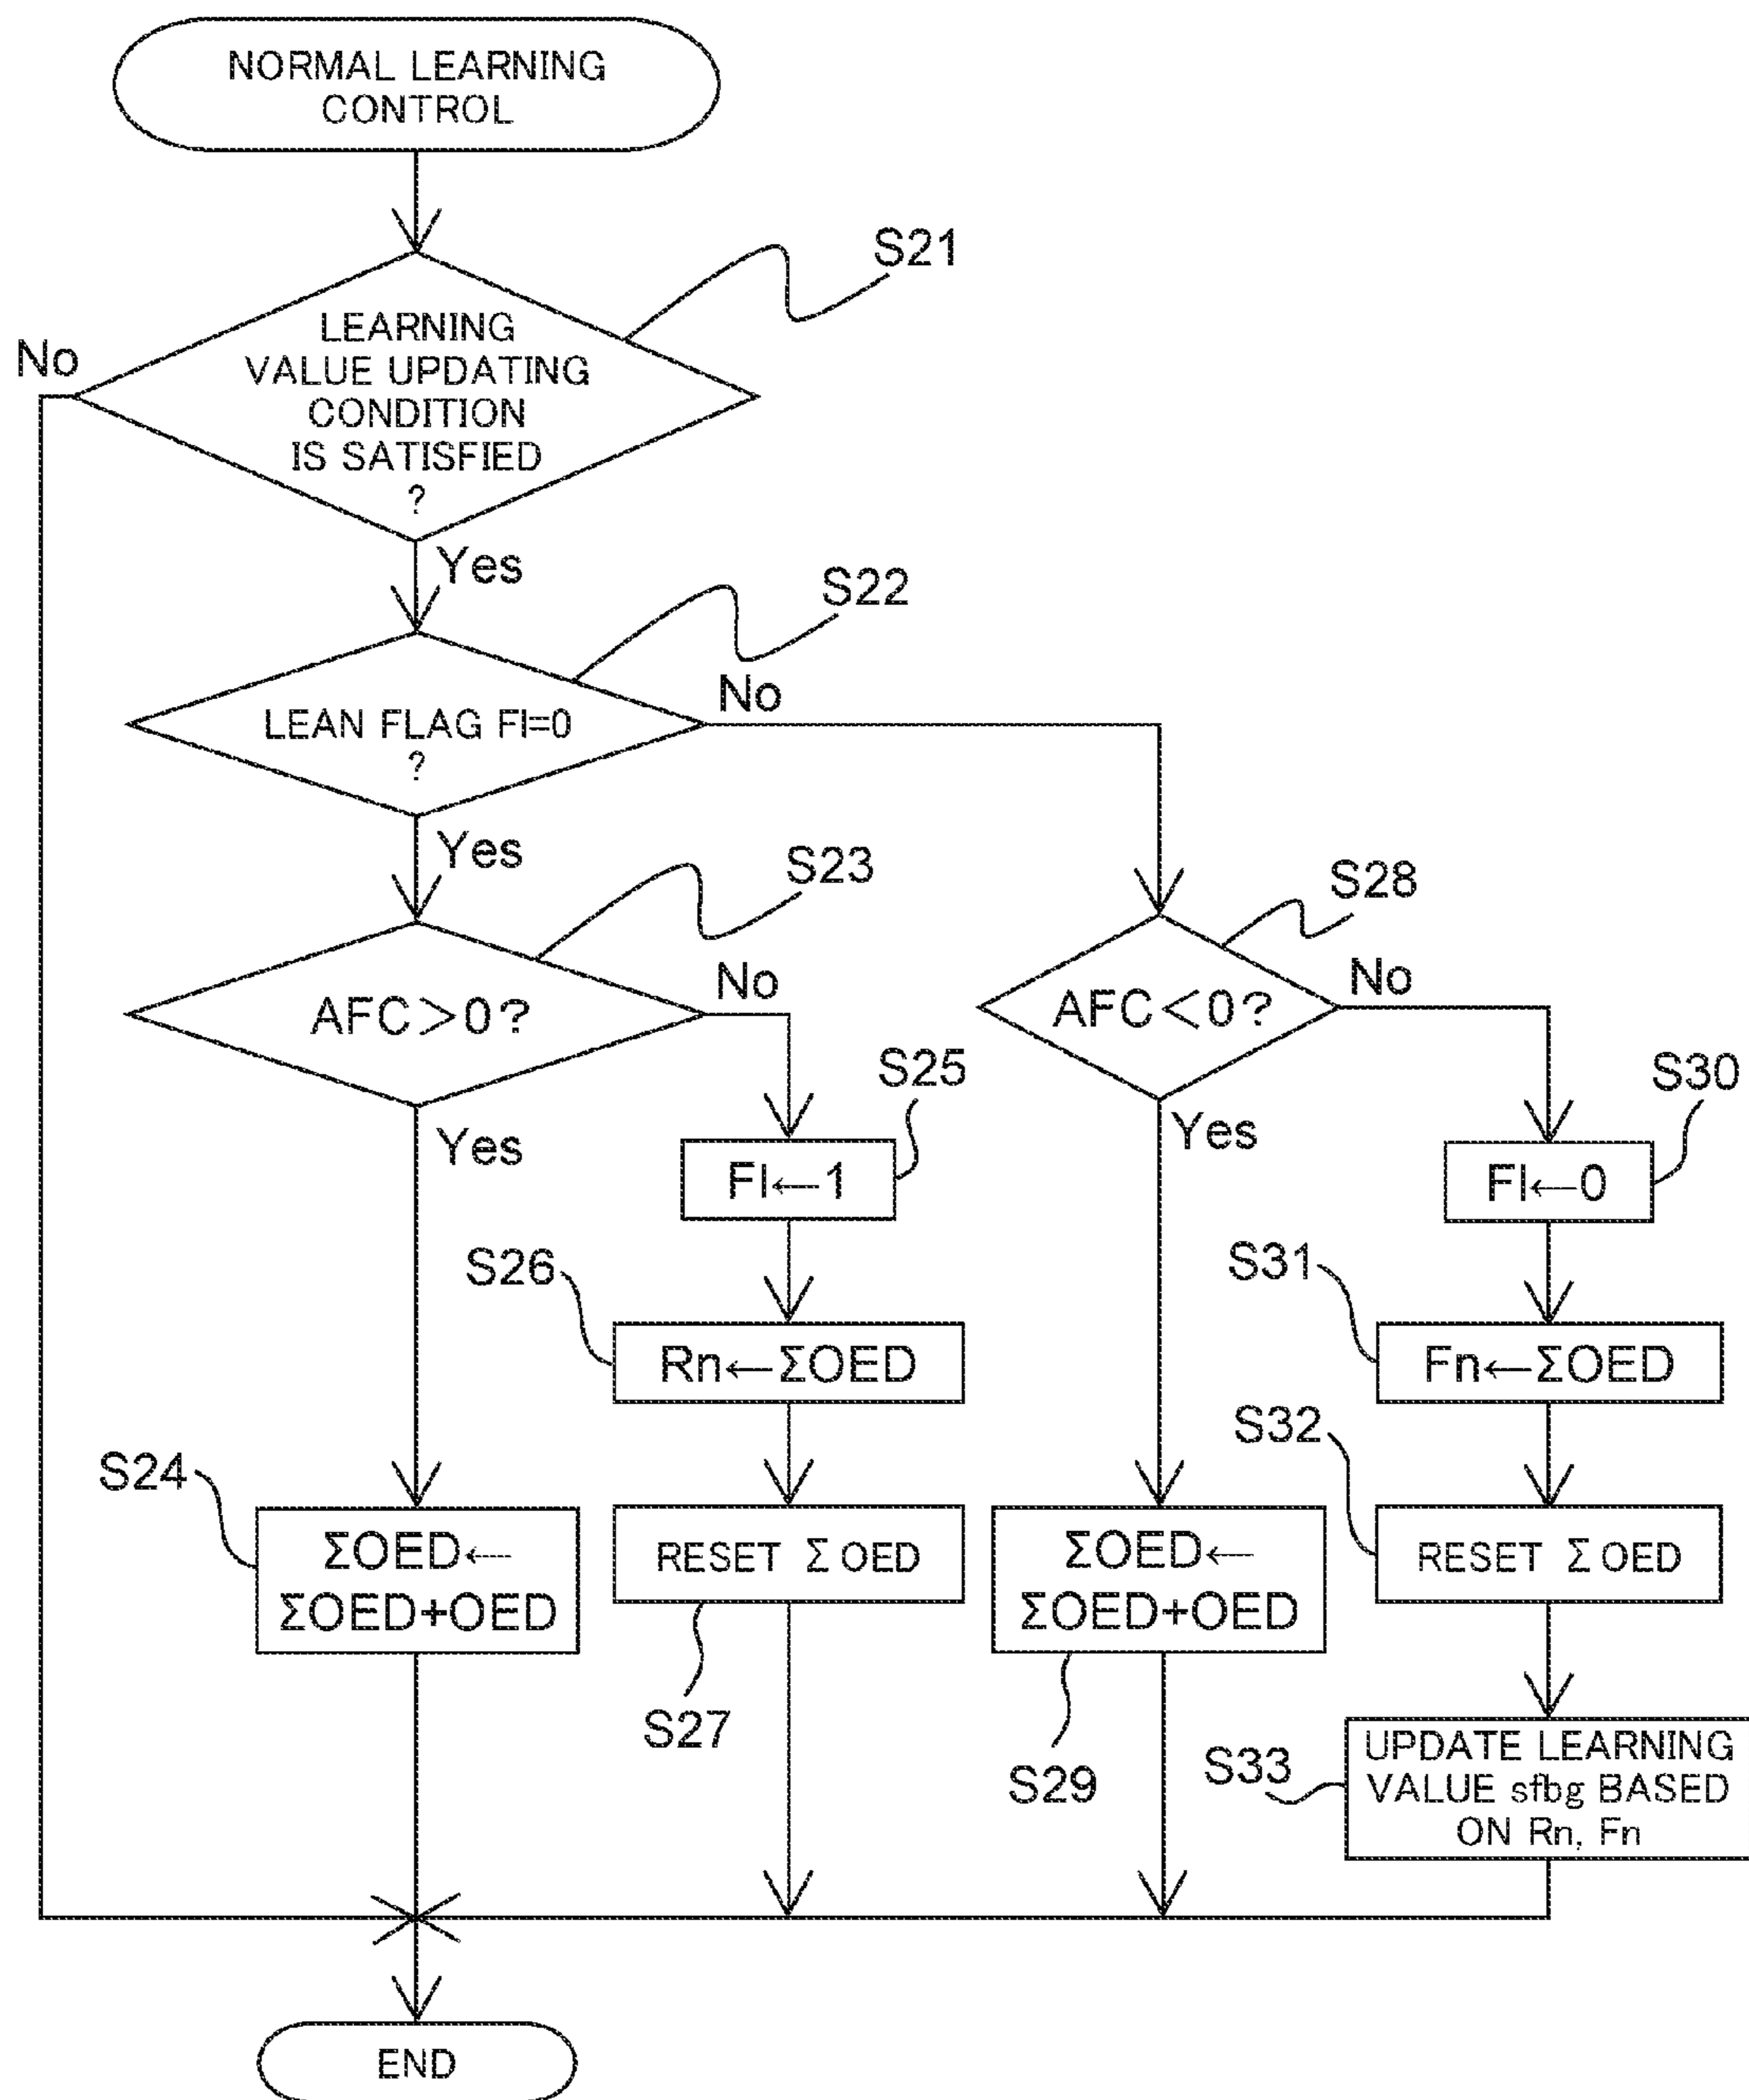 NORMAL LEARNING
CONTROL
S21
LEARNING
VALUE UPDATING
CONDITION
IS SATISFIED
?
No
Yes
S22
LEAN FLAG Fl=0
?
No
Yes
S23
AFC>0?
No
Yes
S28
AFC<0?
No
Yes
S25
Fl←1
S30
Fl←0
S26
Rn←ΣOED
S31
Fn←ΣOED
S24
ΣOED←
ΣOED+OED
S27
RESET ΣOED
S29
ΣOED←
ΣOED+OED
S32
RESET ΣOED
S33
UPDATE LEARNING
VALUE sfbg BASED
ON Rn, Fn
END